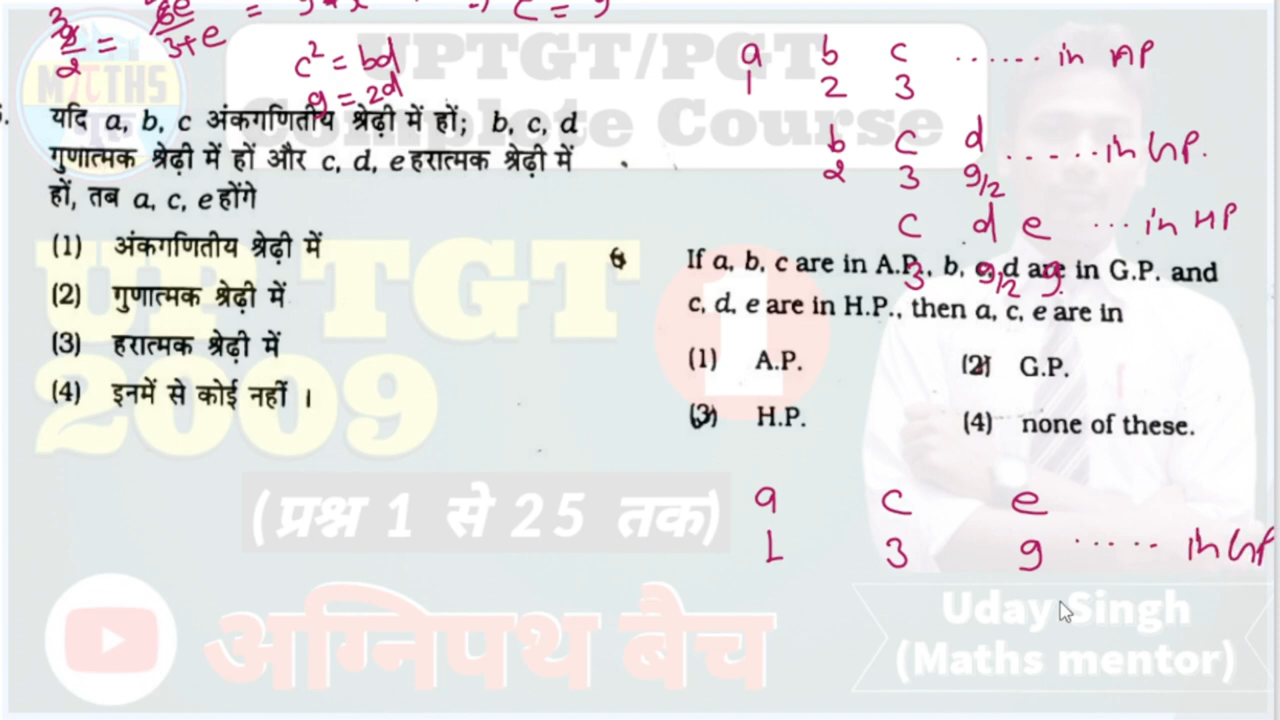 c² = bd
9 = 2d
a b c ...... in AP
1 2 3
b c d ...... in GP.
2 3 9/2
c d e ... in HP
3 9/2 9
UPTGT/PGT
Complete Course
MATHS
यदि a, b, c अंकगणितीय श्रेढ़ी में हों; b, c, d
गुणात्मक श्रेढ़ी में हों और c, d, e हरात्मक श्रेढ़ी में
हों, तब a, c, e होंगे
(1) अंकगणितीय श्रेढ़ी में
(2) गुणात्मक श्रेढ़ी में
(3) हरात्मक श्रेढ़ी में
(4) इनमें से कोई नहीं ।
If a, b, c are in A.P., b, c, d are in G.P. and
c, d, e are in H.P., then a, c, e are in
(1) A.P. (2) G.P.
(3) H.P. (4) none of these.
UP TGT
2009
1
(प्रश्न 1 से 25 तक)
a c e
1 3 9 ...... in GP
अग्निपथ बैच
Uday Singh
(Maths mentor)